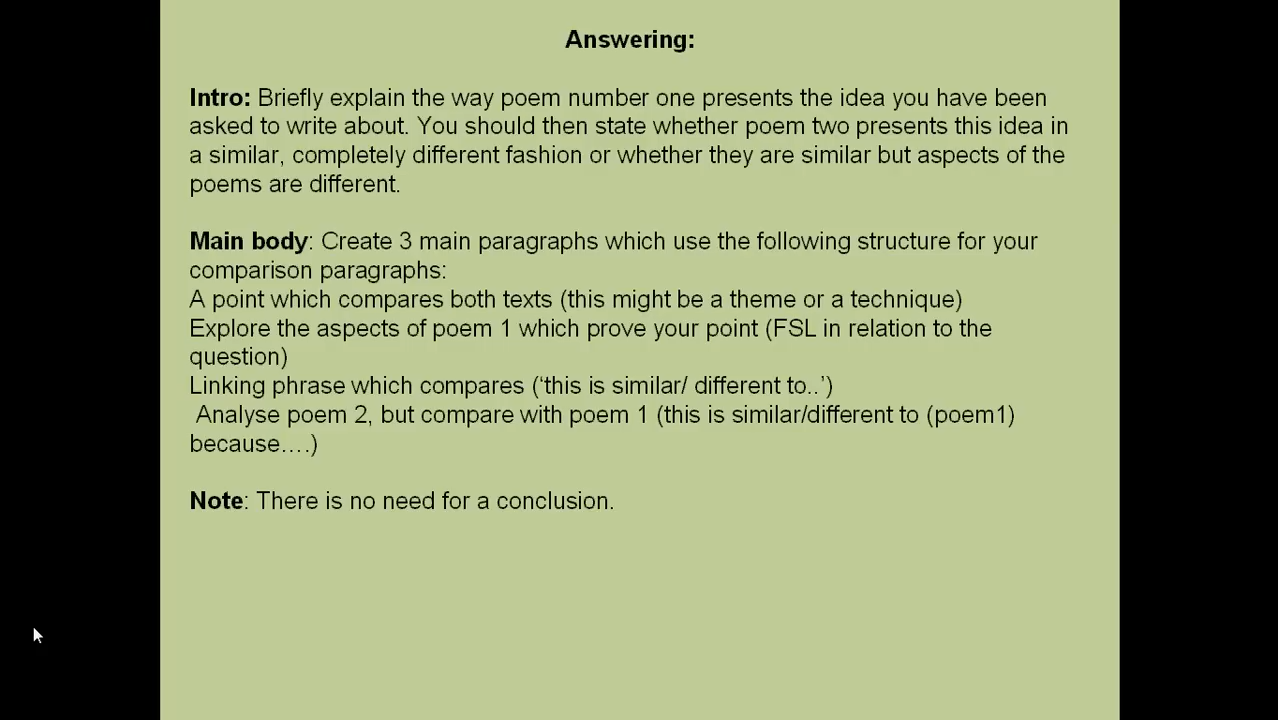 Answering:
Intro: Briefly explain the way poem number one presents the idea you have been
asked to write about. You should then state whether poem two presents this idea in
a similar, completely different fashion or whether they are similar but aspects of the
poems are different.
Main body: Create 3 main paragraphs which use the following structure for your
comparison paragraphs:
A point which compares both texts (this might be a theme or a technique)
Explore the aspects of poem 1 which prove your point (FSL in relation to the
question)
Linking phrase which compares (‘this is similar/ different to..’)
Analyse poem 2, but compare with poem 1 (this is similar/different to (poem1)
because….)
Note: There is no need for a conclusion.